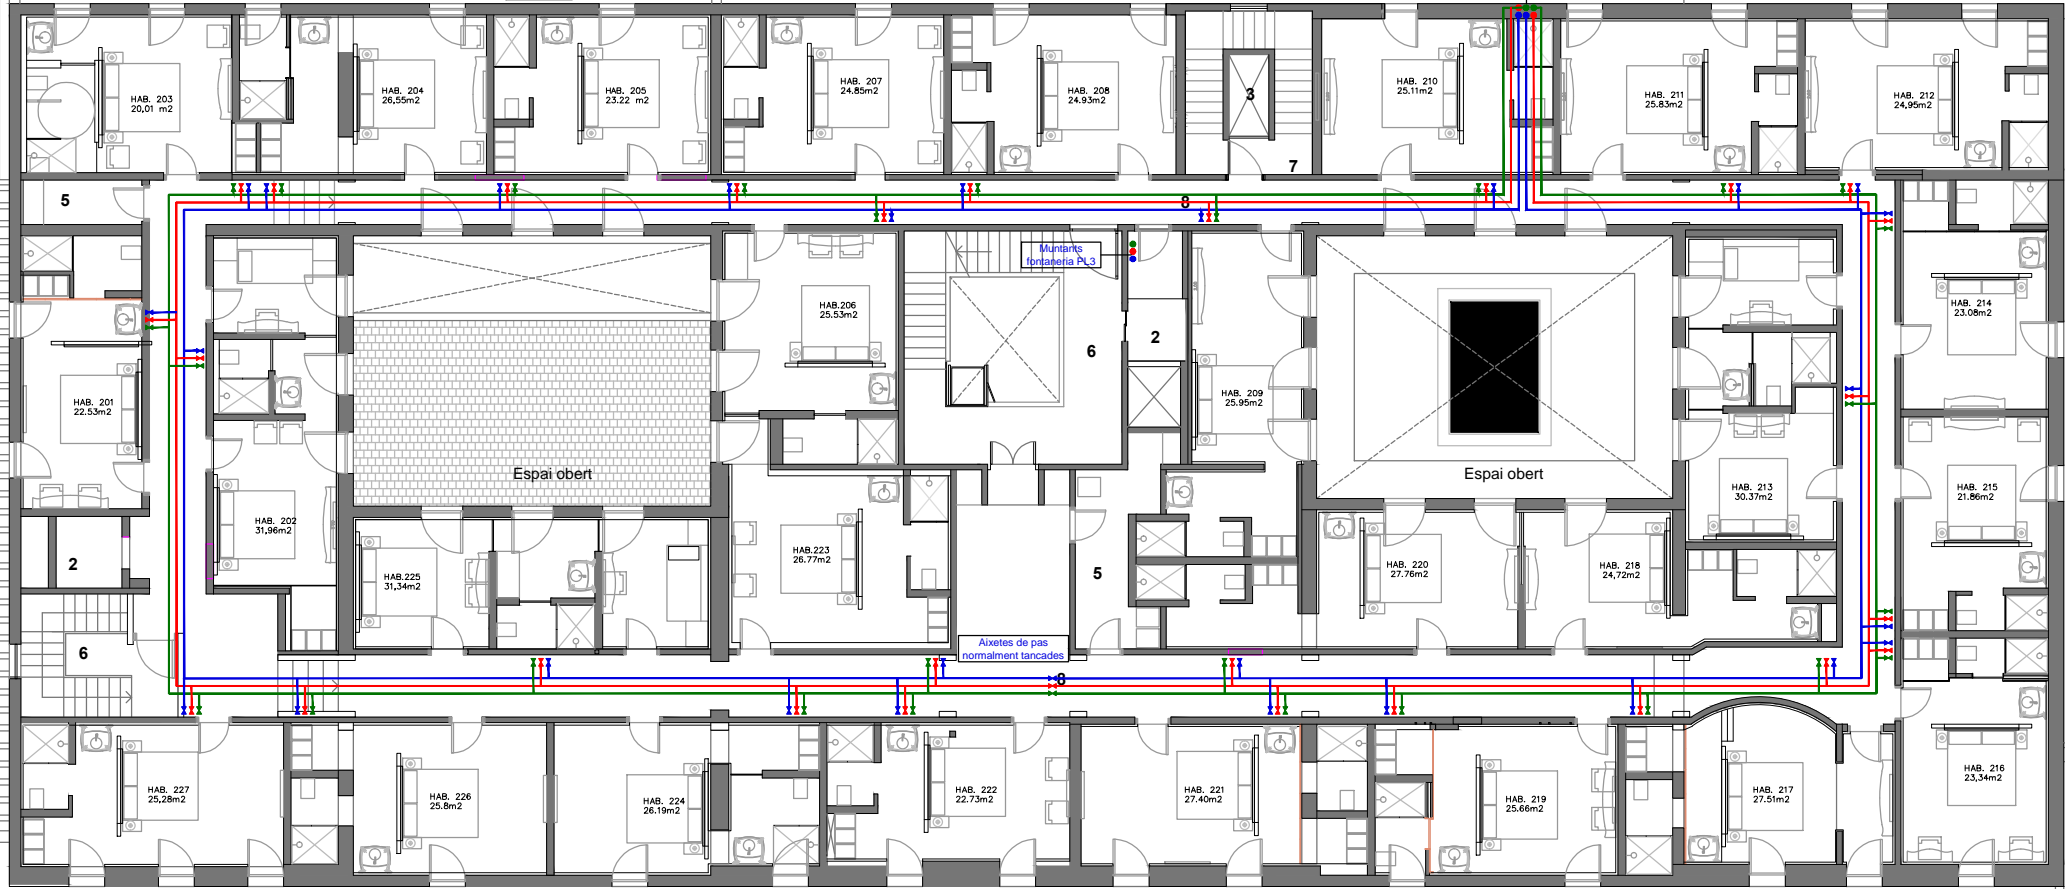 HAB. 203
20,01 m2
HAB. 204
26,55m2
HAB. 205
23.22 m2
HAB. 207
24.85m2
HAB. 208
24.93m2
3
7
HAB. 210
25.11m2
HAB. 211
25.83m2
HAB. 212
24,95m2
5
8
Muntants
fontaneria PL3
HAB.206
25.53m2
6
2
HAB. 209
25.95m2
HAB. 214
23.08m2
HAB. 201
22.53m2
Espai obert
Espai obert
HAB. 213
30.37m2
HAB. 215
21.86m2
HAB. 202
31,96m2
2
HAB.225
31,34m2
HAB.223
26.77m2
5
HAB. 220
27.76m2
HAB. 218
24,72m2
6
Aixetes de pas
normalment tancades
8
HAB. 227
25,28m2
HAB. 226
25.8m2
HAB. 224
26.19m2
HAB. 222
22.73m2
HAB. 221
27.40m2
HAB. 219
25.66m2
HAB. 217
27.51m2
HAB. 216
23,34m2